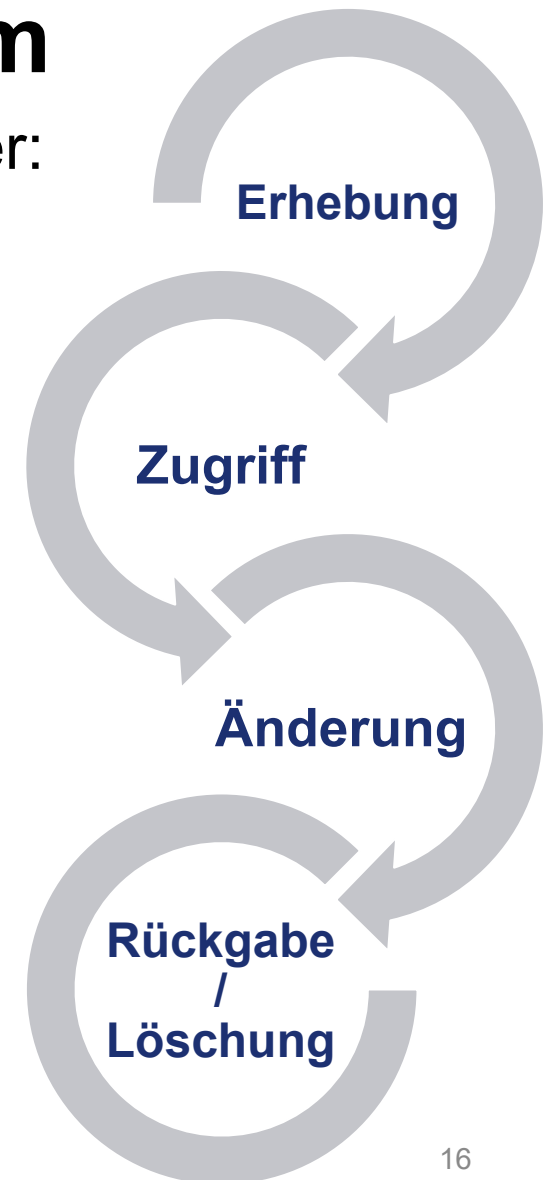 m
er:
Erhebung
Zugriff
Änderung
Rückgabe
/
Löschung
16